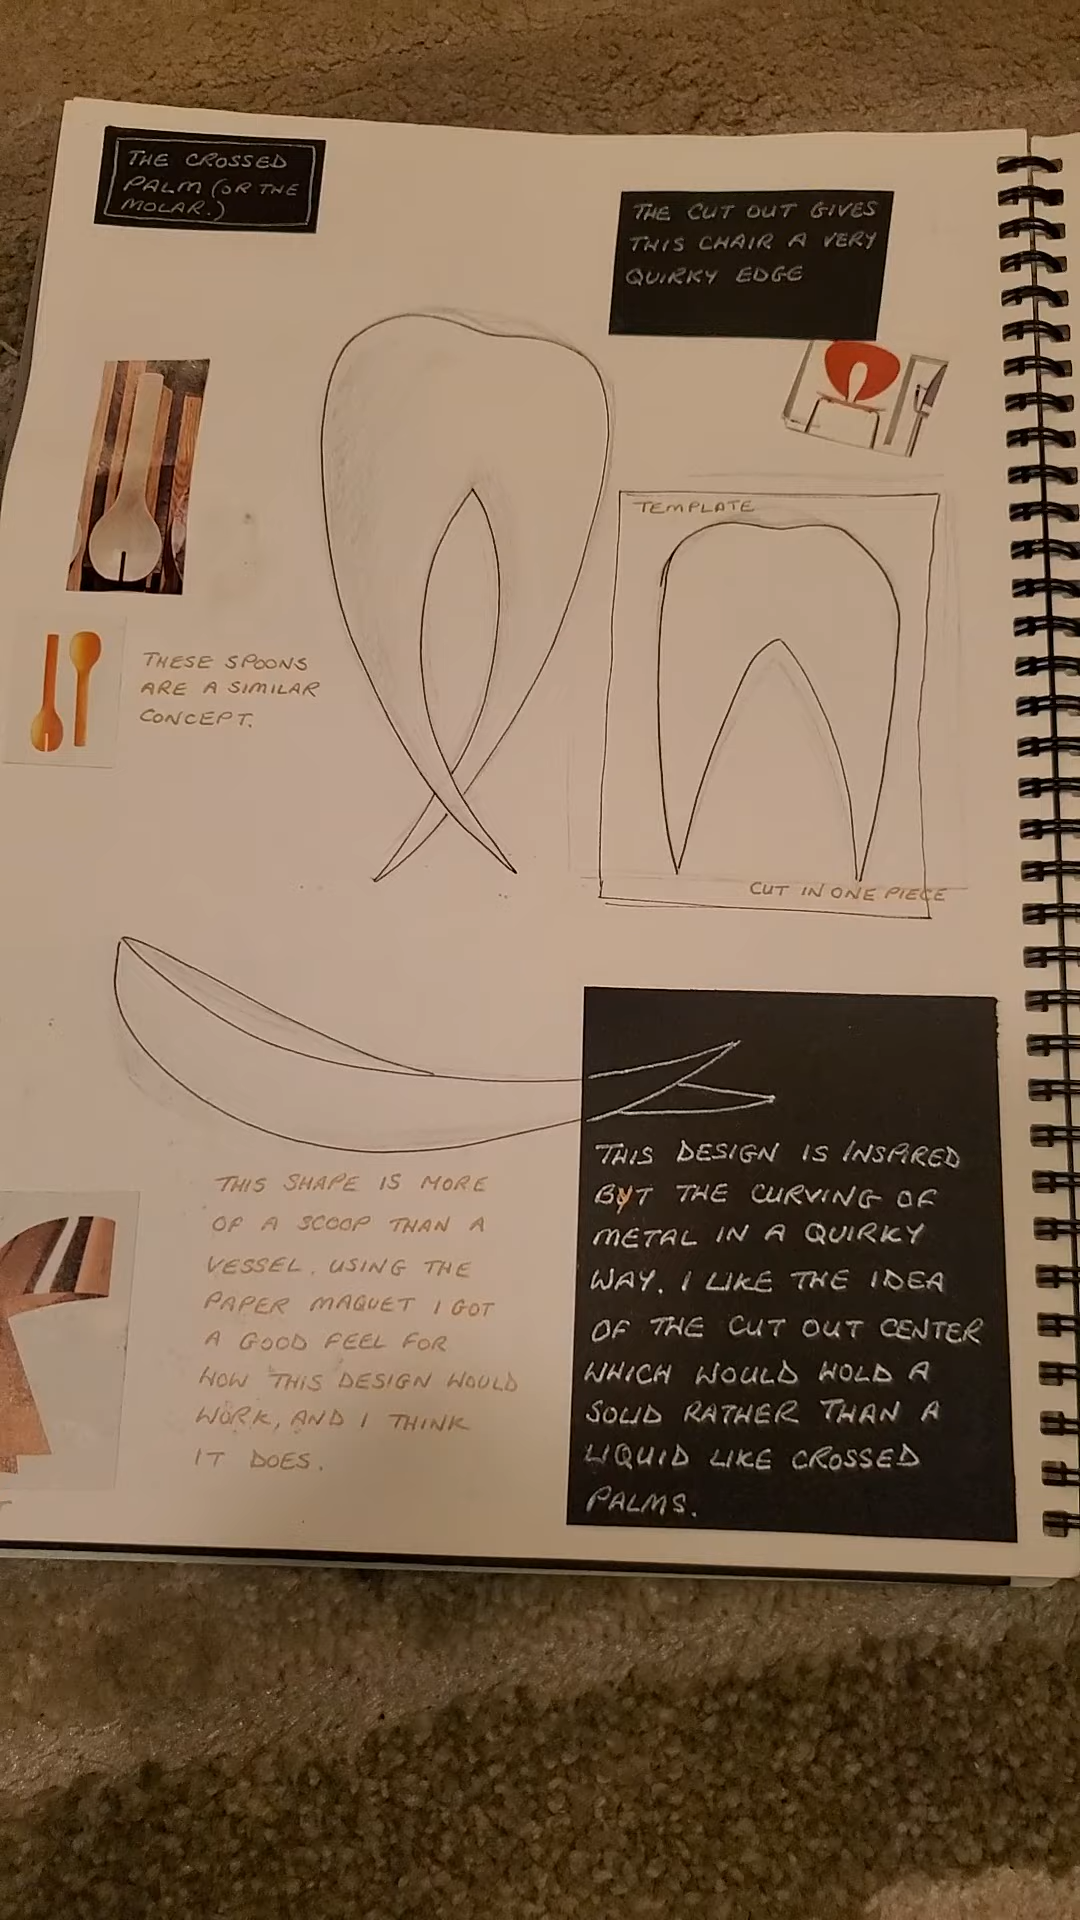 THE CROSSED
PALM (OR THE
MOLAR.)
THE CUT OUT GIVES
THIS CHAIR A VERY
QUIRKY EDGE
TEMPLATE
THESE SPOONS
ARE A SIMILAR
CONCEPT.
CUT IN ONE PIECE
THIS SHAPE IS MORE
OF A SCOOP THAN A
VESSEL. USING THE
PAPER MAQUET I GOT
A GOOD FEEL FOR
HOW THIS DESIGN WOULD
WORK, AND I THINK
IT DOES.
THIS DESIGN IS INSPIRED
BYT THE CURVING OF
METAL IN A QUIRKY
WAY. I LIKE THE IDEA
OF THE CUT OUT CENTER
WHICH WOULD HOLD A
SOLID RATHER THAN A
LIQUID LIKE CROSSED
PALMS.